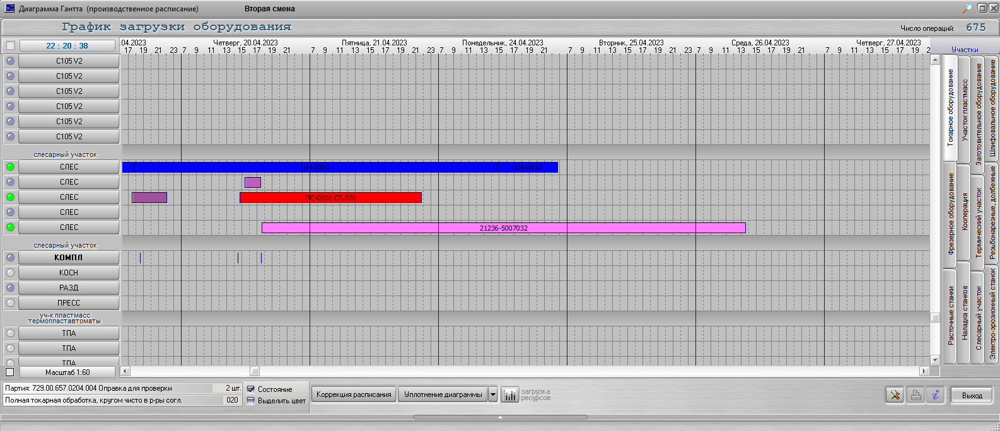 Диаграмма Гантта (производственное расписание) Вторая смена
График загрузки оборудования
Число операций: 675
22 : 20 : 38
.04.2023 Четверг, 20.04.2023 Пятница, 21.04.2023 Понедельник, 24.04.2023 Вторник, 25.04.2023 Среда, 26.04.2023 Четверг, 27.04.2023
17 19 21 23 7 9 11 13 15 17 19 21 7 9 11 13 15 17 19 21 23 7 9 11 13 15 17 19 21 7 9 11 13 15 17 19 21 23 7 9 11 13 15 17 19 21 7 9 11 13 15 17 19 2
Участки
С105 V2
С105 V2
С105 V2
С105 V2
С105 V2
С105 V2
слесарный участок
СЛЕС Ш4-0006 Ш4-0006
СЛЕС
СЛЕС ПС-0006 СБ.000
СЛЕС
СЛЕС 21236-5007032
слесарный участок
КОМПЛ
КОСН
РАЗД
ПРЕСС
уч-к пластмасс
термопластавтоматы
ТПА
ТПА
ТПА
Масштаб 1:60
Токарное оборудование
Участок пластмасс
Заготовительное оборудование
Шлифовальное оборудование
Фрезерное оборудование
Кооперация
Термический участок
Резьбонарезные, долбежные
Расточные станки
Наладка станков
Слесарный участок
Электро-эрозионный станок
Партия: 729.00.657.0204.004 Оправка для проверки 2 шт.
Полная токарная обработка, кругом чисто в р-ры согл. 020
Состояние
Выделить цвет
Коррекция расписания
Уплотнение диаграммы
загрузка
ресурсов
Выход